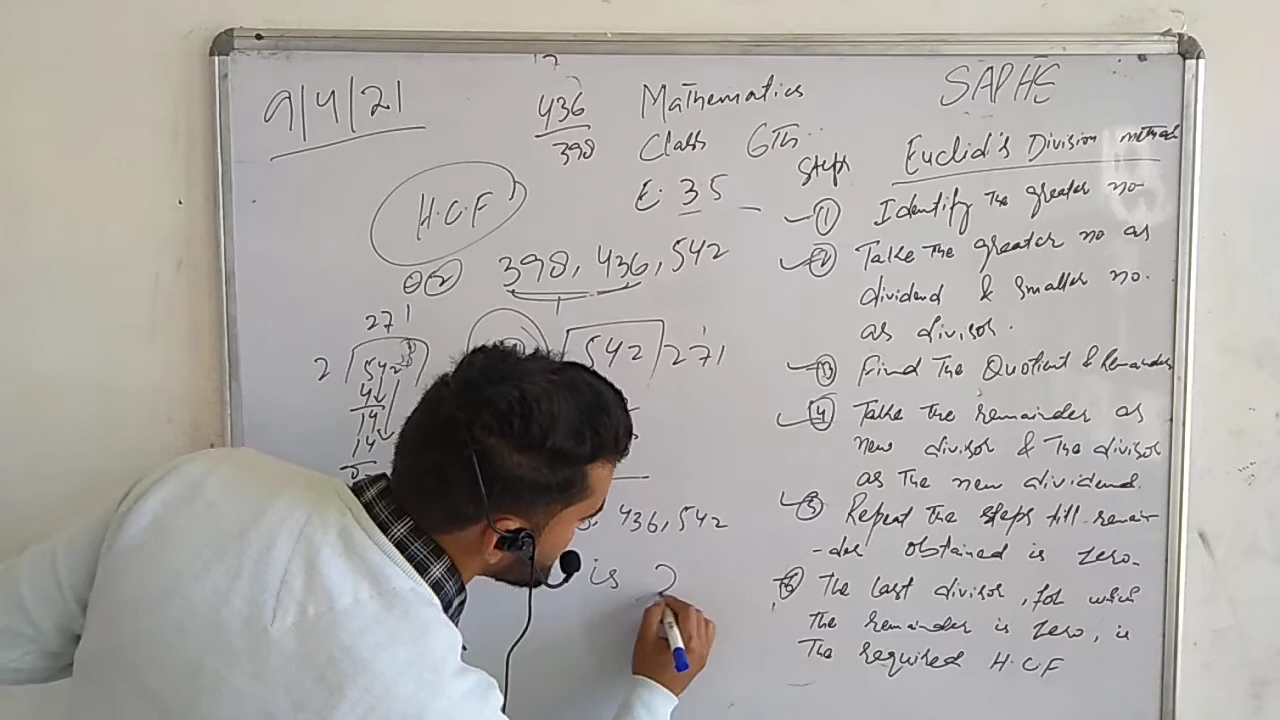 9/4/21
17
436
398
Mathematics
Class 6Th
E. 35
H.C.F
398, 436, 542
271
2 542
4
14
14
0
542 271
436, 542
is 2
SAPHS
Euclid's Division method
Steps
1 Identify The greater no
2 Take The greater no as
dividend & smaller no.
as divisor.
3 Find The Quotient & Remainder
4 Take The remainder as
new divisor & The divisor
as The new dividend.
5 Repeat The steps till remain
-der obtained is zero.
6 The last divisor, for which
The remainder is zero, is
The required H.C.F